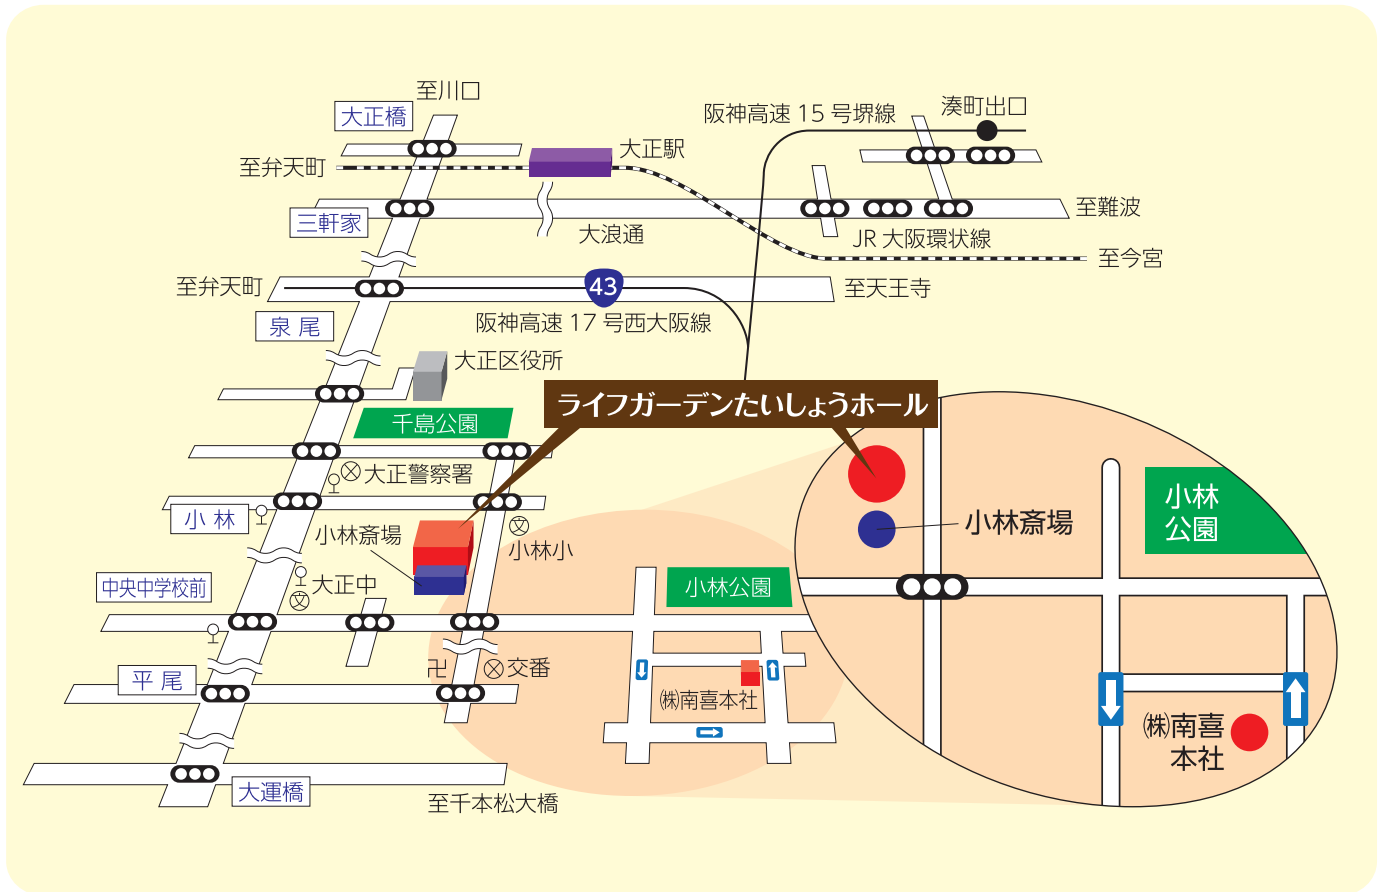 至川口
大正橋
阪神高速 15 号堺線
湊町出口
至弁天町
大正駅
三軒家
大浪通
至難波
JR 大阪環状線
至今宮
至弁天町
43
至天王寺
泉 尾
阪神高速 17 号西大阪線
大正区役所
ライフガーデンたいしょうホール
千島公園
大正警察署
小 林
小林斎場
文
小林小
小林斎場
小林
公園
中央中学校前
大正中
文
小林公園
平 尾
卍
交番
㈱南喜本社
㈱南喜
本社
大運橋
至千本松大橋